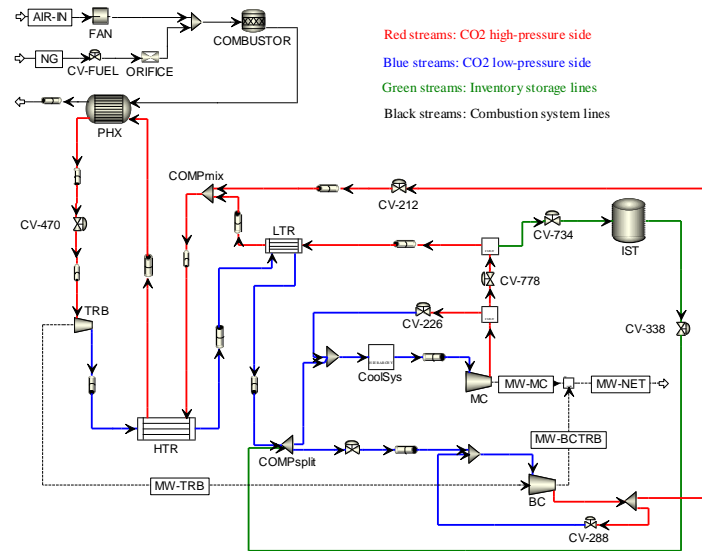 AIR-IN
FAN
COMBUSTOR
NG
CV-FUEL
ORIFICE
Red streams: CO2 high-pressure side
Blue streams: CO2 low-pressure side
Green streams: Inventory storage lines
Black streams: Combustion system lines
PHX
COMPmix
CV-212
CV-470
LTR
CV-734
IST
CV-778
TRB
CV-226
CV-338
CoolSys
MC
MW-MC
MW-NET
HTR
COMPsplit
MW-BCTRB
MW-TRB
BC
CV-288